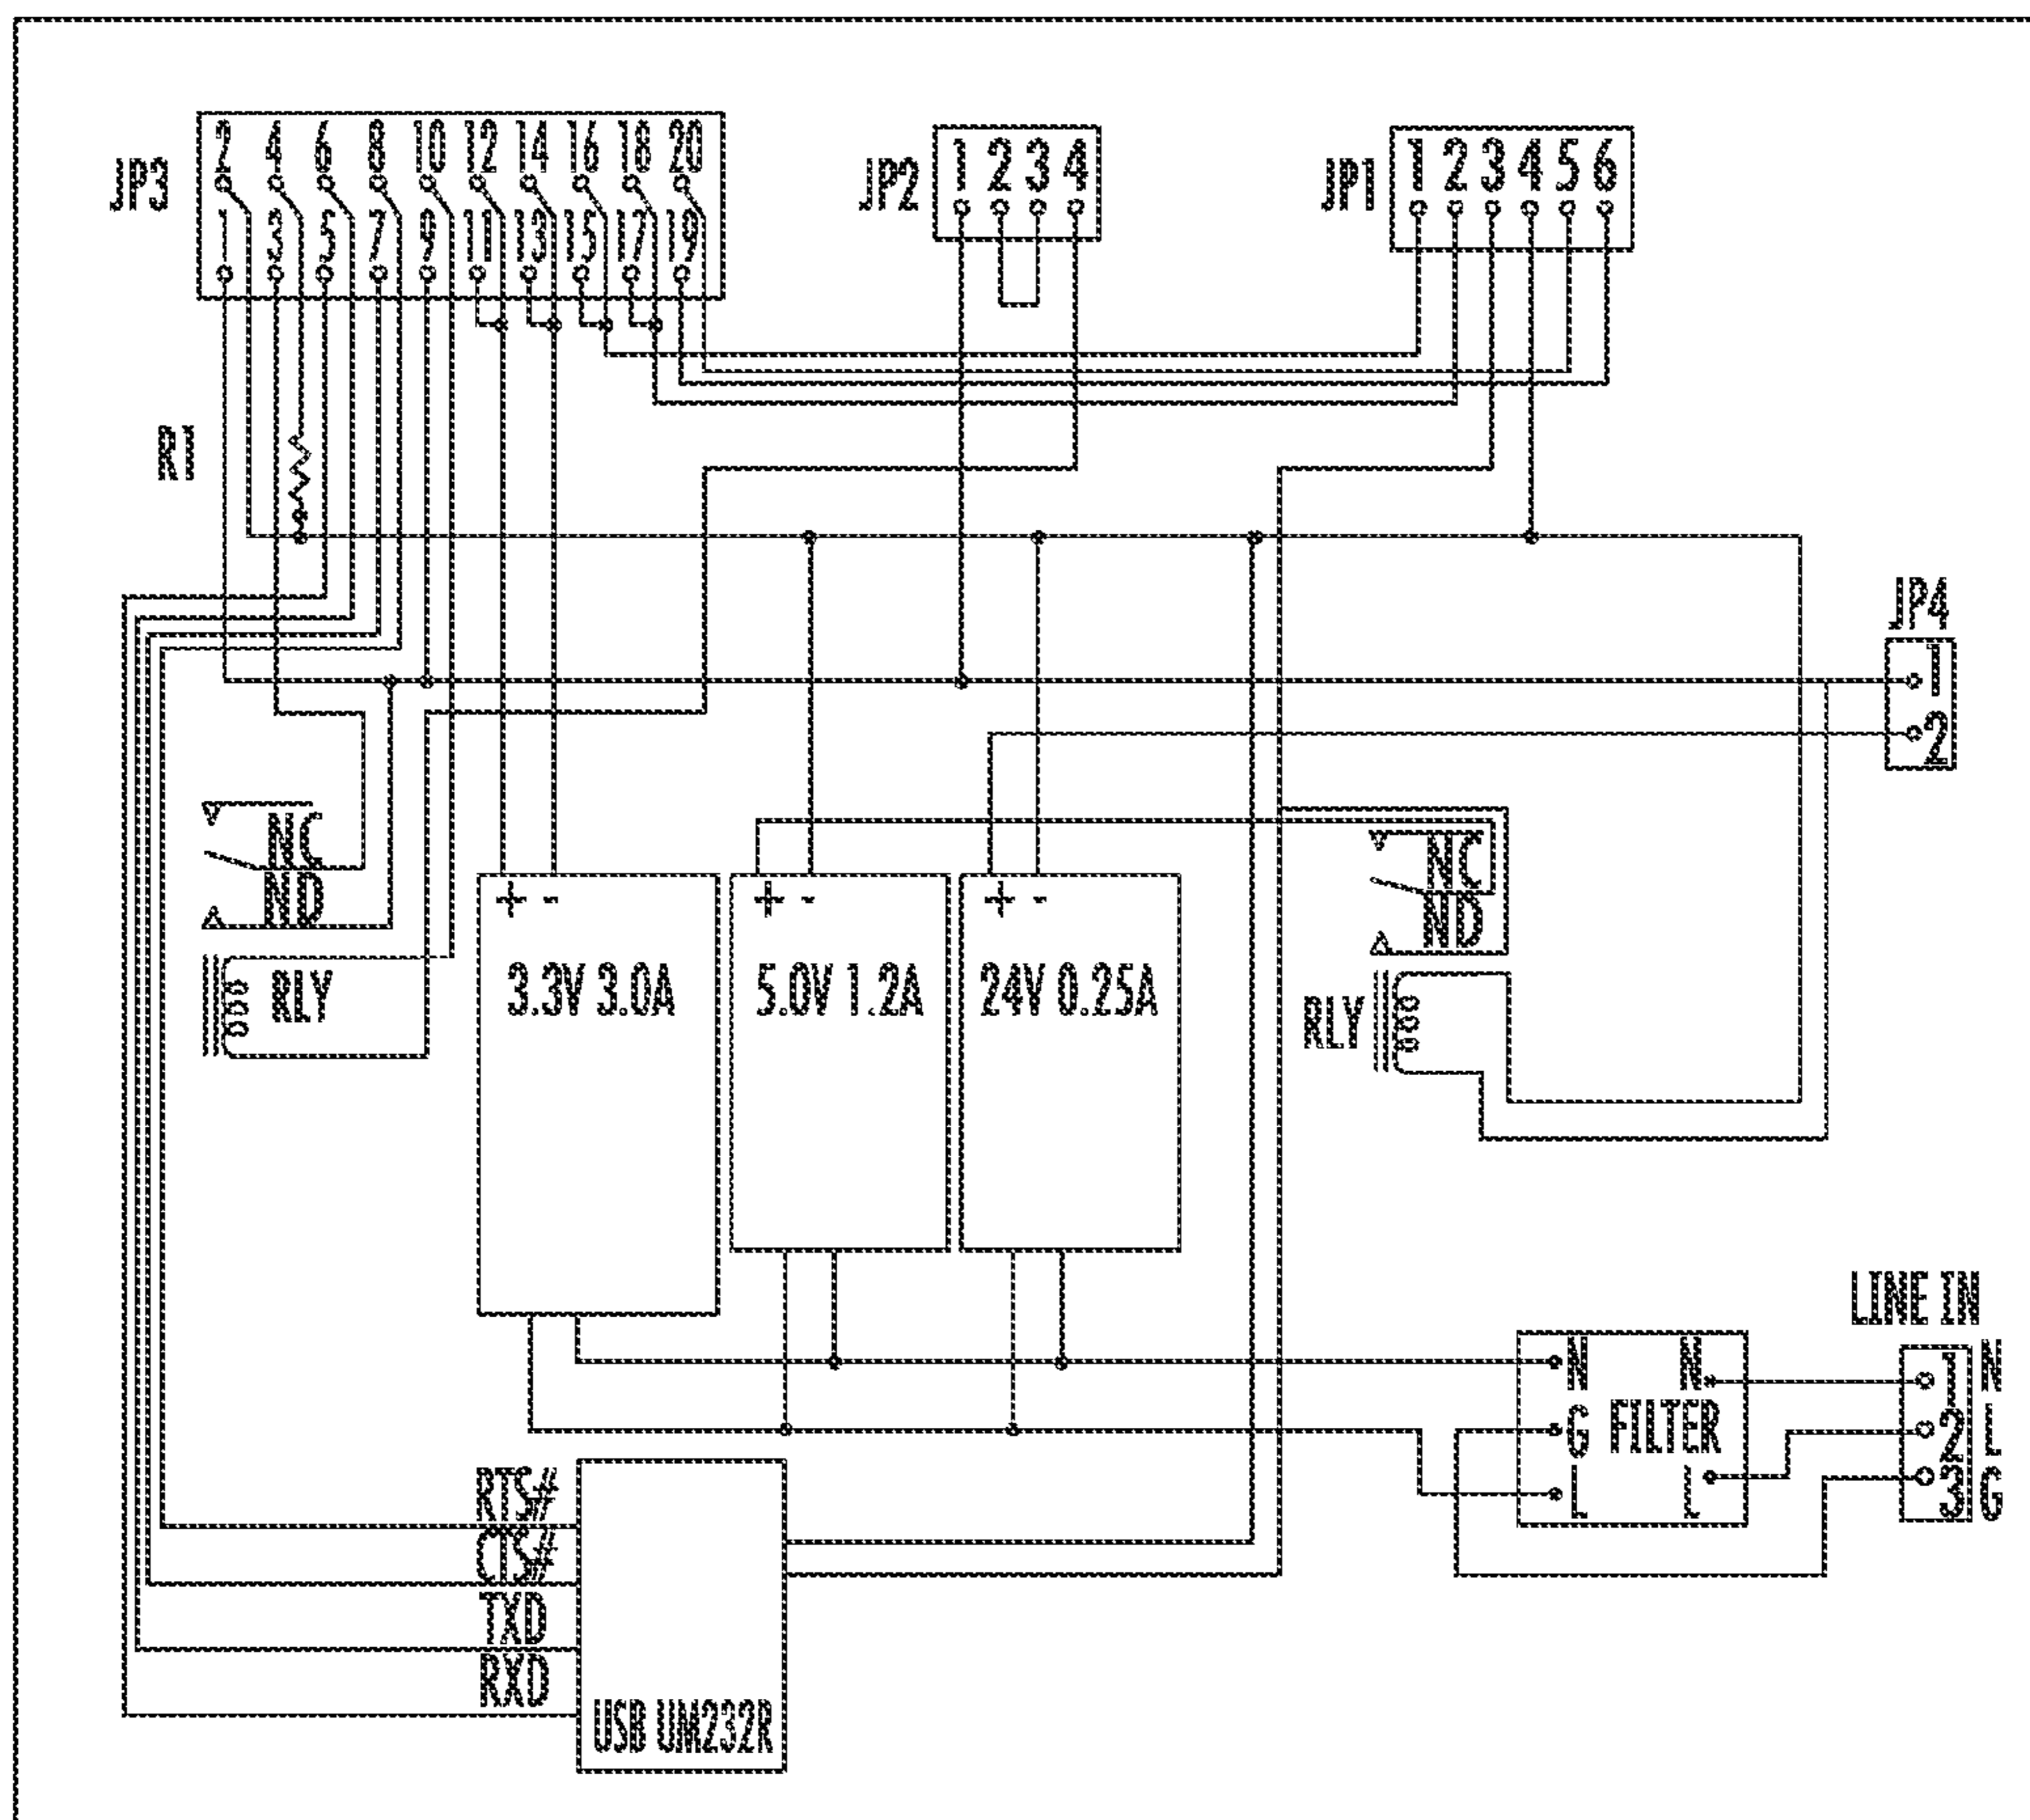 JP3
2 4 6 8 10 12 14 16 18 20
1 3 5 7 9 11 13 15 17 19
JP2
1 2 3 4
JP1
1 2 3 4 5 6
R1
JP4
1
2
NC
NO
RLY
+ -
3.3V 3.0A
+ -
5.0V 1.2A
+ -
24V 0.25A
NC
NO
RLY
LINE IN
N N
G FILTER
L L
1 N
2 L
3 G
RTS#
CTS#
TXD
RXD
USB UM232R